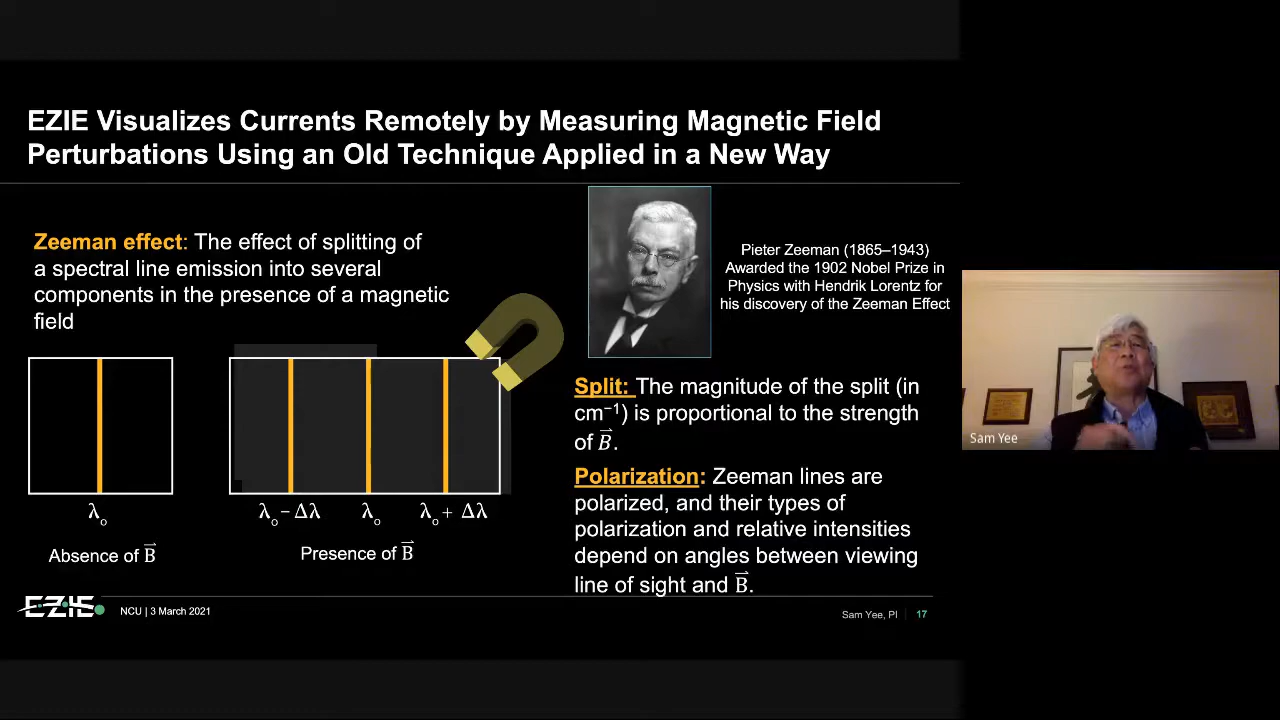 EZIE Visualizes Currents Remotely by Measuring Magnetic Field
Perturbations Using an Old Technique Applied in a New Way
Zeeman effect: The effect of splitting of
a spectral line emission into several
components in the presence of a magnetic
field
λₒ
Absence of B⃗
λₒ − Δλ
λₒ
λₒ + Δλ
Presence of B⃗
Pieter Zeeman (1865–1943)
Awarded the 1902 Nobel Prize in
Physics with Hendrik Lorentz for
his discovery of the Zeeman Effect
Split: The magnitude of the split (in
cm⁻¹) is proportional to the strength
of B⃗.
Polarization: Zeeman lines are
polarized, and their types of
polarization and relative intensities
depend on angles between viewing
line of sight and B⃗.
EZIE
NCU | 3 March 2021
Sam Yee, PI | 17
Sam Yee